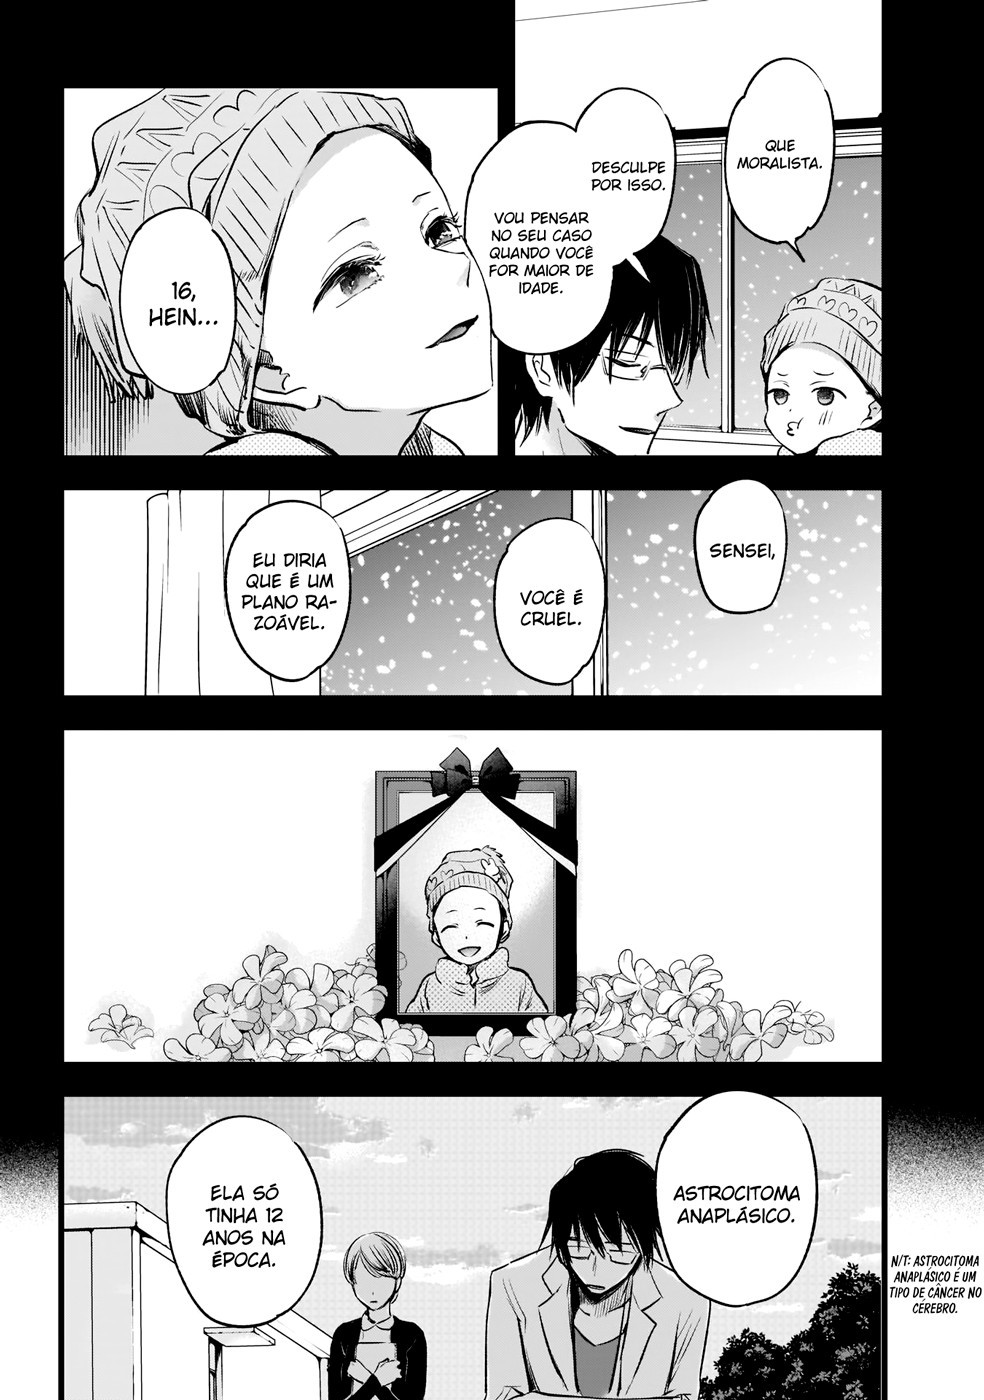 QUE
MORALISTA.
DESCULPE
POR ISSO.
VOU PENSAR
NO SEU CASO
QUANDO VOCÊ
FOR MAIOR DE
IDADE.
16,
HEIN...
SENSEI,
VOCÊ É
CRUEL.
EU DIRIA
QUE É UM
PLANO RA-
ZOÁVEL.
ASTROCITOMA
ANAPLÁSICO.
N/T: ASTROCITOMA
ANAPLÁSICO É UM
TIPO DE CÂNCER NO
CÉREBRO.
ELA SÓ
TINHA 12
ANOS NA
ÉPOCA.